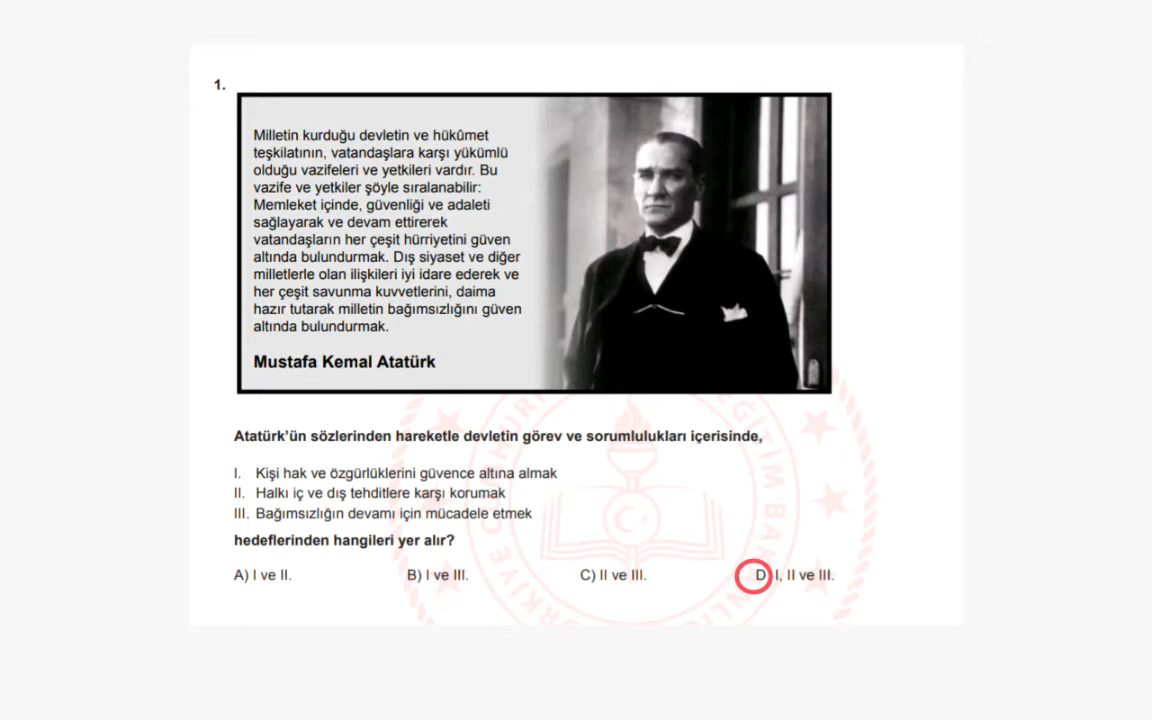 1.
Milletin kurduğu devletin ve hükûmet
teşkilatının, vatandaşlara karşı yükümlü
olduğu vazifeleri ve yetkileri vardır. Bu
vazife ve yetkiler şöyle sıralanabilir:
Memleket içinde, güvenliği ve adaleti
sağlayarak ve devam ettirerek
vatandaşların her çeşit hürriyetini güven
altında bulundurmak. Dış siyaset ve diğer
milletlerle olan ilişkileri iyi idare ederek ve
her çeşit savunma kuvvetlerini, daima
hazır tutarak milletin bağımsızlığını güven
altında bulundurmak.
Mustafa Kemal Atatürk
Atatürk’ün sözlerinden hareketle devletin görev ve sorumlulukları içerisinde,
I. Kişi hak ve özgürlüklerini güvence altına almak
II. Halkı iç ve dış tehditlere karşı korumak
III. Bağımsızlığın devamı için mücadele etmek
hedeflerinden hangileri yer alır?
A) I ve II. B) I ve III. C) II ve III. D) I, II ve III.